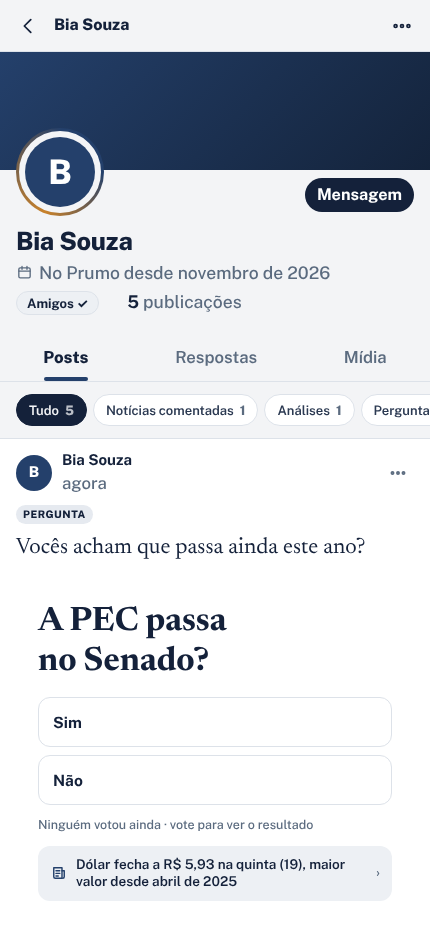 Bia Souza
B
Mensagem
Bia Souza
No Prumo desde novembro de 2026
Amigos ✓
5 publicações
Posts
Respostas
Mídia
Tudo 5
Notícias comentadas 1
Análises 1
Pergunta
B
Bia Souza
agora
PERGUNTA
Vocês acham que passa ainda este ano?
A PEC passa
no Senado?
Sim
Não
Ninguém votou ainda · vote para ver o resultado
Dólar fecha a R$ 5,93 na quinta (19), maior
valor desde abril de 2025